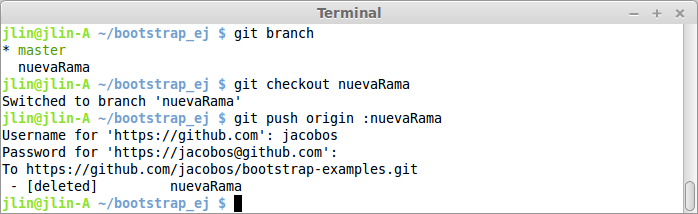 Terminal
jlin@jlin-A ~/bootstrap_ej $ git branch
* master
  nuevaRama
jlin@jlin-A ~/bootstrap_ej $ git checkout nuevaRama
Switched to branch 'nuevaRama'
jlin@jlin-A ~/bootstrap_ej $ git push origin :nuevaRama
Username for 'https://github.com': jacobos
Password for 'https://jacobos@github.com':
To https://github.com/jacobos/bootstrap-examples.git
 - [deleted]         nuevaRama
jlin@jlin-A ~/bootstrap_ej $